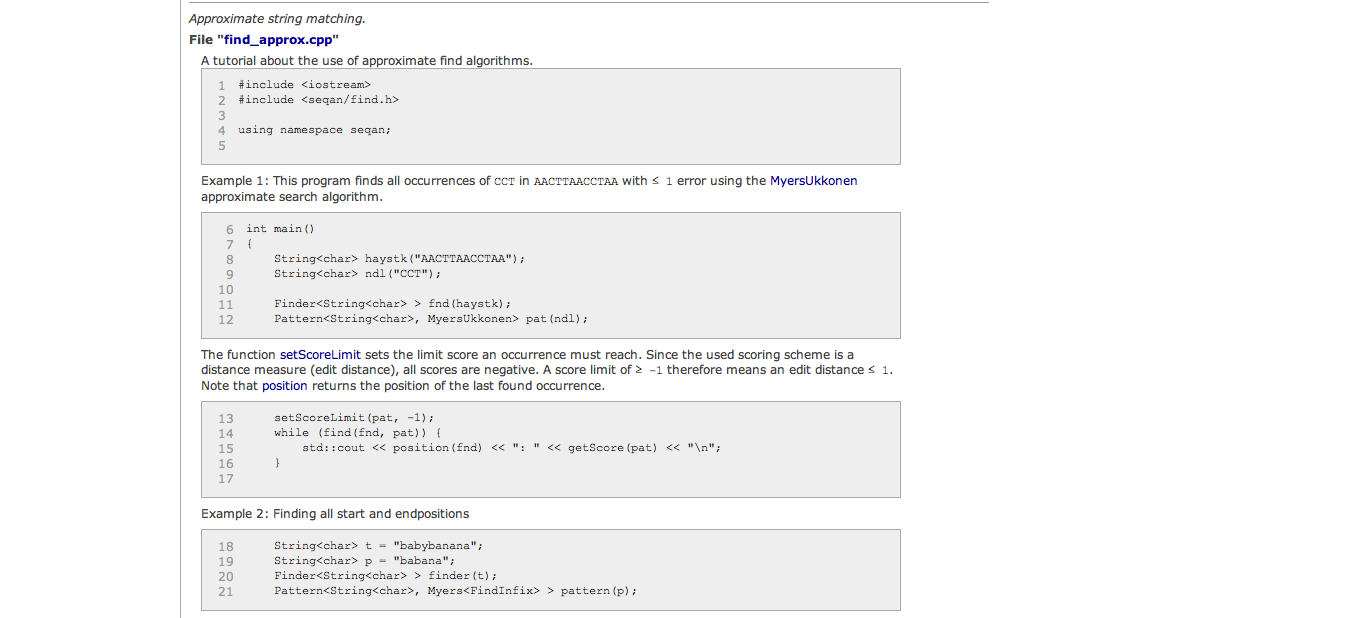 Approximate string matching.
File "find_approx.cpp"
A tutorial about the use of approximate find algorithms.
1 #include <iostream>
2 #include <seqan/find.h>
3
4 using namespace seqan;
5
Example 1: This program finds all occurrences of CCT in AACTTAACCTAA with ≤ 1 error using the MyersUkkonen
approximate search algorithm.
6 int main()
7 {
8 String<char> haystk("AACTTAACCTAA");
9 String<char> ndl("CCT");
10
11 Finder<String<char> > fnd(haystk);
12 Pattern<String<char>, MyersUkkonen> pat(ndl);
The function setScoreLimit sets the limit score an occurrence must reach. Since the used scoring scheme is a
distance measure (edit distance), all scores are negative. A score limit of ≥ -1 therefore means an edit distance ≤ 1.
Note that position returns the position of the last found occurrence.
13 setScoreLimit(pat, -1);
14 while (find(fnd, pat)) {
15 std::cout << position(fnd) << ": " << getScore(pat) << "\n";
16 }
17
Example 2: Finding all start and endpositions
18 String<char> t = "babybanana";
19 String<char> p = "babana";
20 Finder<String<char> > finder(t);
21 Pattern<String<char>, Myers<FindInfix> > pattern(p);